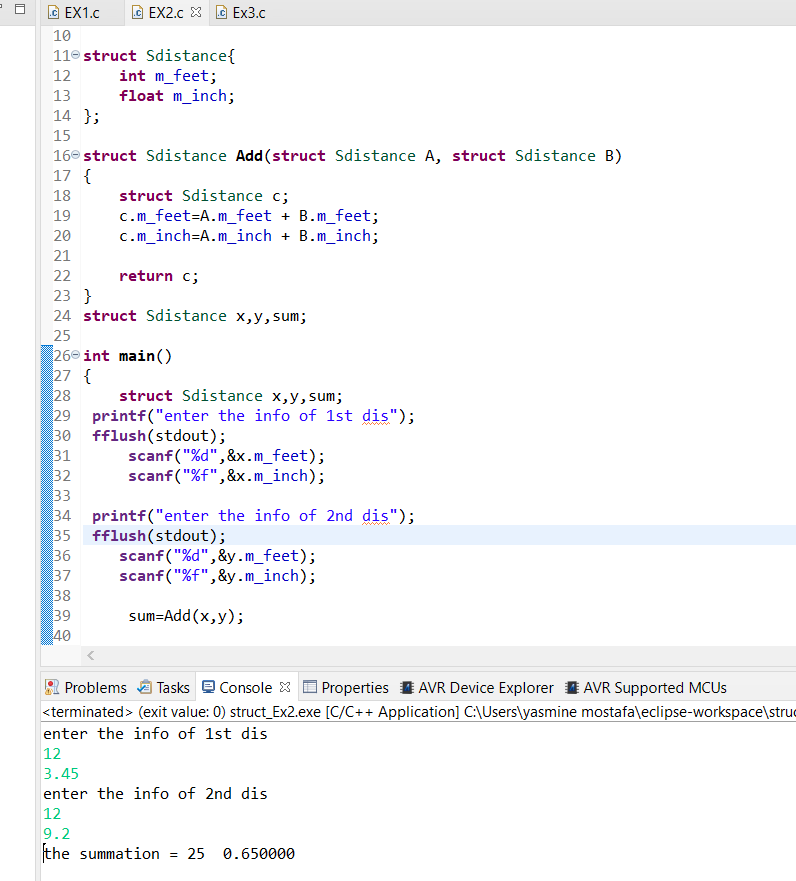 EX1.c EX2.c Ex3.c
10
11 struct Sdistance{
12     int m_feet;
13     float m_inch;
14 };
15
16 struct Sdistance Add(struct Sdistance A, struct Sdistance B)
17 {
18     struct Sdistance c;
19     c.m_feet=A.m_feet + B.m_feet;
20     c.m_inch=A.m_inch + B.m_inch;
21
22     return c;
23 }
24 struct Sdistance x,y,sum;
25
26 int main()
27 {
28     struct Sdistance x,y,sum;
29  printf("enter the info of 1st dis");
30  fflush(stdout);
31      scanf("%d",&x.m_feet);
32      scanf("%f",&x.m_inch);
33
34  printf("enter the info of 2nd dis");
35  fflush(stdout);
36     scanf("%d",&y.m_feet);
37     scanf("%f",&y.m_inch);
38
39      sum=Add(x,y);
40
Problems Tasks Console Properties AVR Device Explorer AVR Supported MCUs
<terminated> (exit value: 0) struct_Ex2.exe [C/C++ Application] C:\Users\yasmine mostafa\eclipse-workspace\struc
enter the info of 1st dis
12
3.45
enter the info of 2nd dis
12
9.2
the summation = 25  0.650000